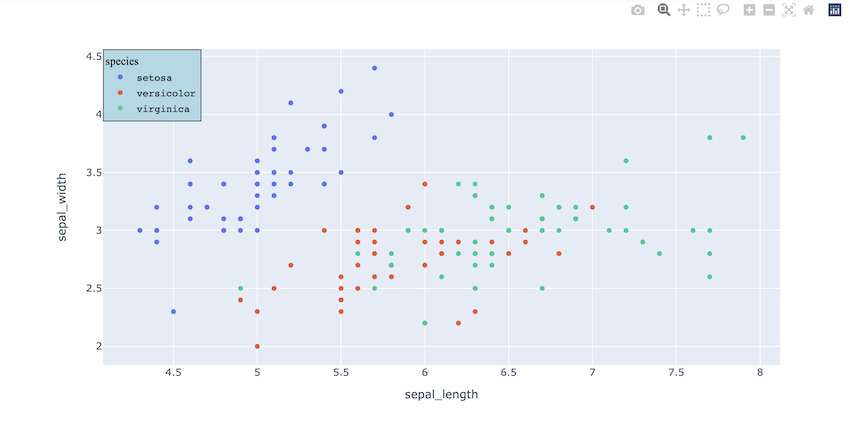 4.5
species
setosa
versicolor
virginica
4
3.5
3
2.5
2
sepal_width
4.5 5 5.5 6 6.5 7 7.5 8
sepal_length